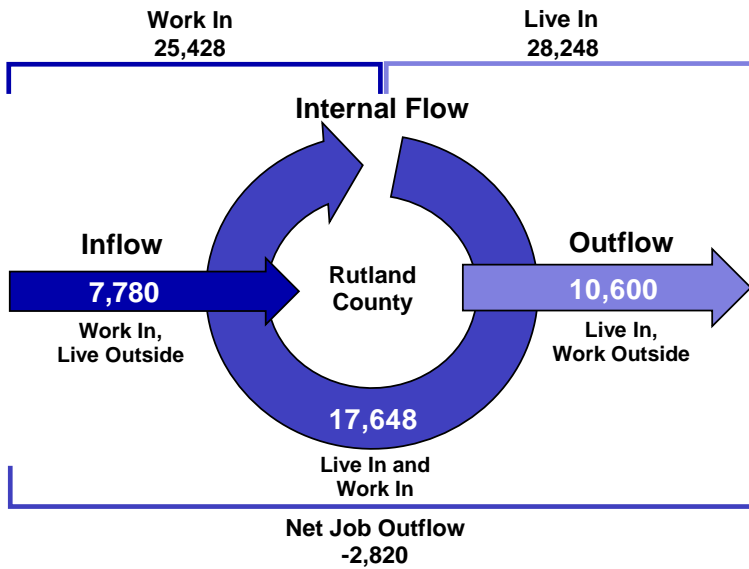 Work In
25,428
Live In
28,248
Internal Flow
Inflow
7,780
Work In,
Live Outside
Rutland
County
Outflow
10,600
Live In,
Work Outside
17,648
Live In and
Work In
Net Job Outflow
-2,820